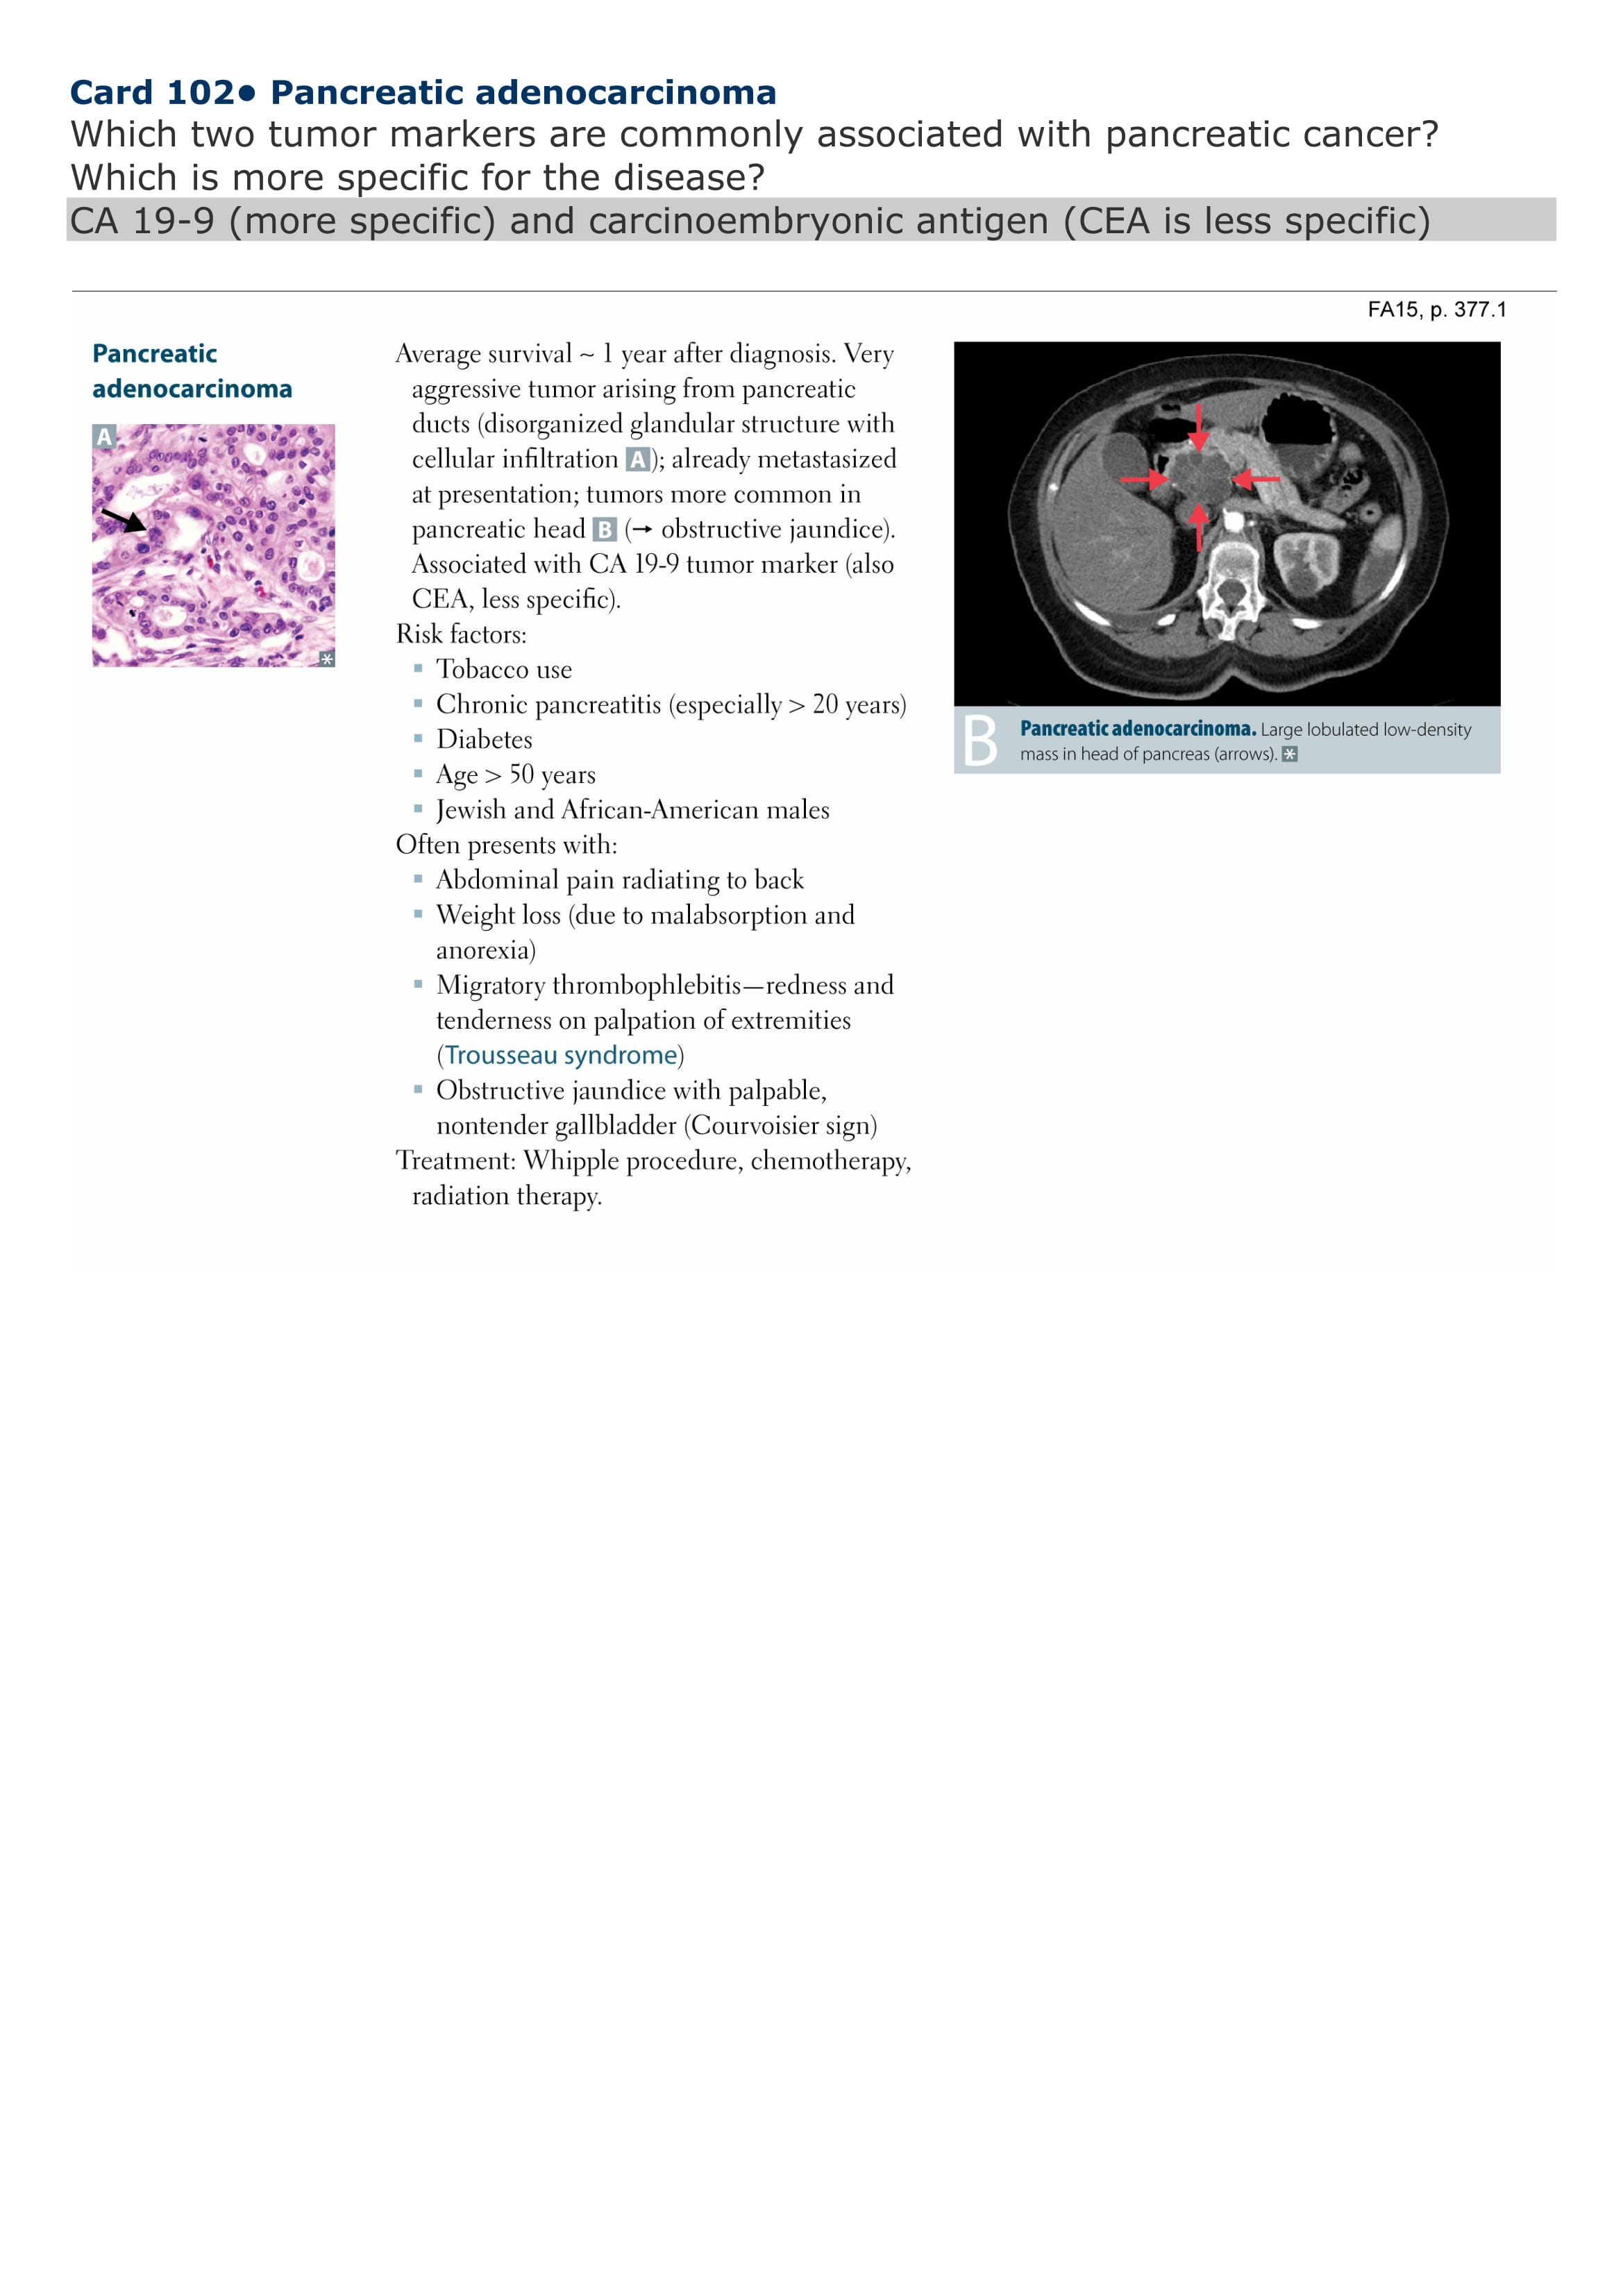 Card 102• Pancreatic adenocarcinoma
Which two tumor markers are commonly associated with pancreatic cancer?
Which is more specific for the disease?
CA 19-9 (more specific) and carcinoembryonic antigen (CEA is less specific)
FA15, p. 377.1
Pancreatic
adenocarcinoma
A
*
Average survival ~ 1 year after diagnosis. Very
aggressive tumor arising from pancreatic
ducts (disorganized glandular structure with
cellular infiltration A); already metastasized
at presentation; tumors more common in
pancreatic head B (→ obstructive jaundice).
Associated with CA 19-9 tumor marker (also
CEA, less specific).
Risk factors:
▪ Tobacco use
▪ Chronic pancreatitis (especially > 20 years)
▪ Diabetes
▪ Age > 50 years
▪ Jewish and African-American males
Often presents with:
▪ Abdominal pain radiating to back
▪ Weight loss (due to malabsorption and
anorexia)
▪ Migratory thrombophlebitis—redness and
tenderness on palpation of extremities
(Trousseau syndrome)
▪ Obstructive jaundice with palpable,
nontender gallbladder (Courvoisier sign)
Treatment: Whipple procedure, chemotherapy,
radiation therapy.
B
Pancreatic adenocarcinoma. Large lobulated low-density
mass in head of pancreas (arrows). *